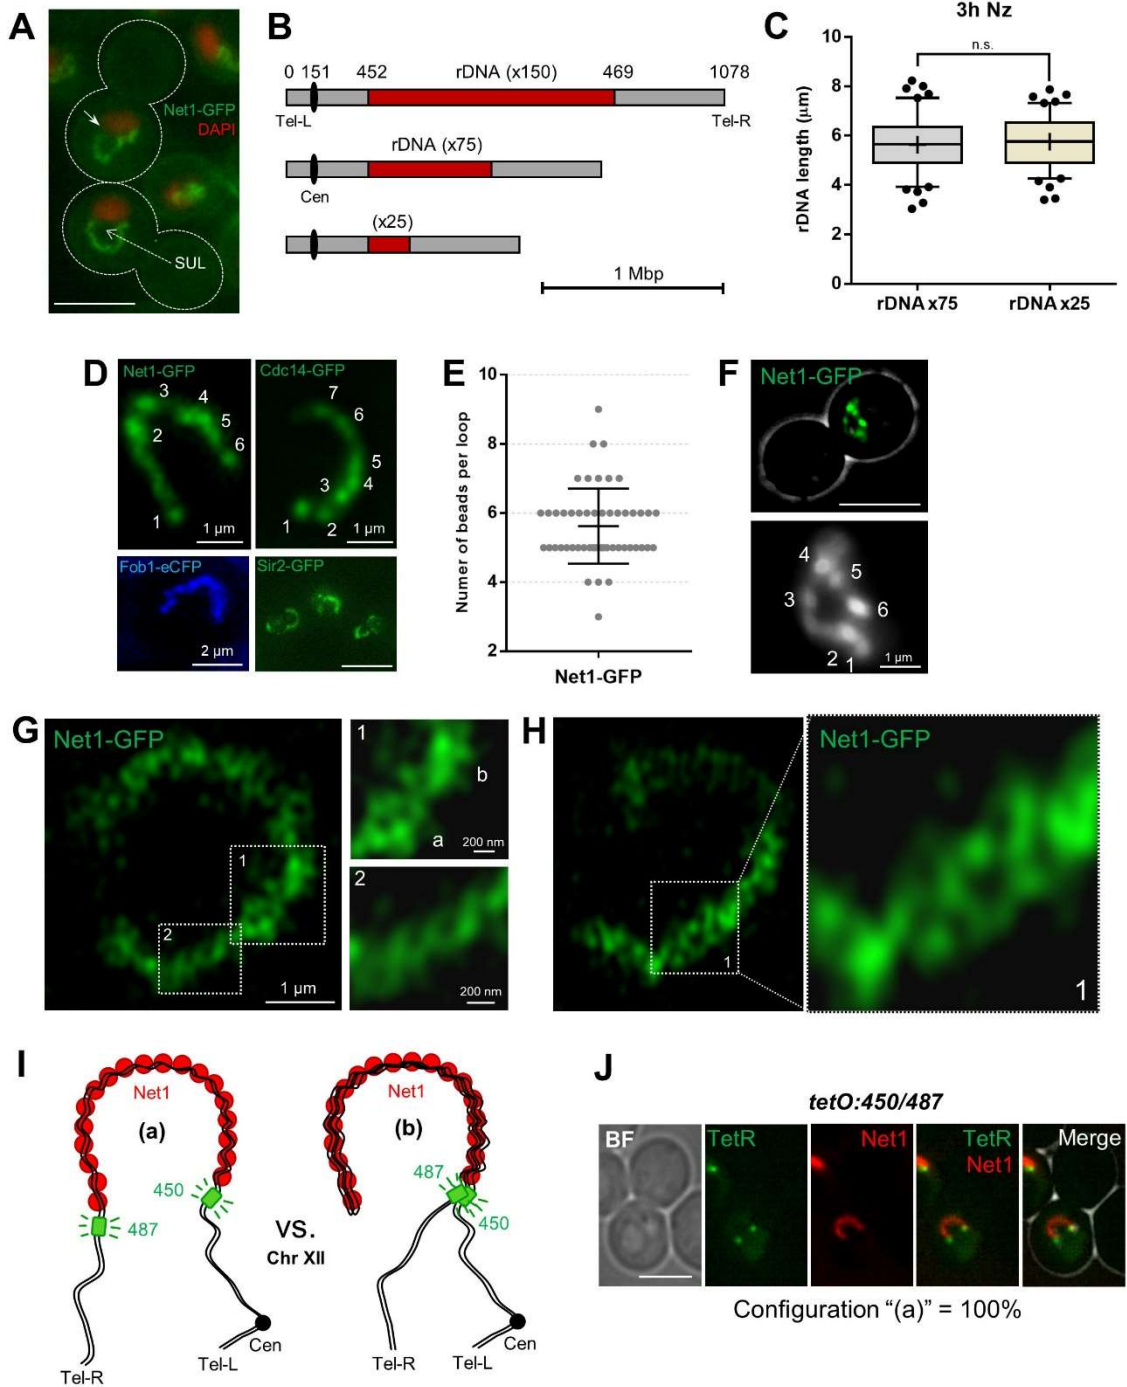 A
Net1-GFP
DAPI
SUL
B
0 151 452 rDNA (x150) 469 1078
Tel-L Tel-R
rDNA (x75)
Cen
(x25)
1 Mbp
C
3h Nz
n.s.
rDNA length (µm)
10
8
6
4
2
0
rDNA x75 rDNA x25
D
Net1-GFP
3 4
5
2 6
1
1 µm
Cdc14-GFP
7
6
5
3 4
1 2
1 µm
Fob1-eCFP
2 µm
Sir2-GFP
E
Numer of beads per loop
10
8
6
4
2
Net1-GFP
F
Net1-GFP
4
5
3
6
2 1
1 µm
G
Net1-GFP
1
2
1 µm
1
b
a
200 nm
2
200 nm
H
1
Net1-GFP
1
I
Net1
(a)
450
487
Tel-R
Tel-L
Cen
VS.
Chr XII
Net1
(b)
487
450
Cen
Tel-R
Tel-L
J
tetO:450/487
BF
TetR
Net1
TetR
Net1
Merge
Configuration “(a)” = 100%